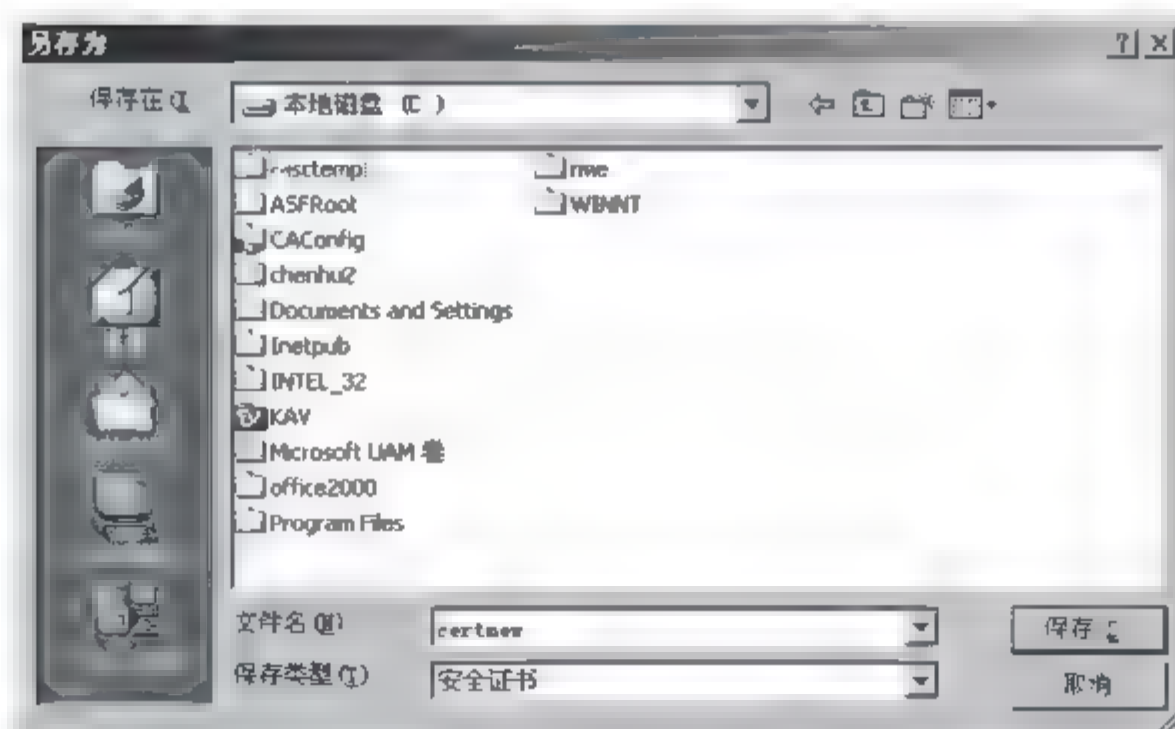 另存为
保存在(I
本地磁盘 (C )
ASFRoot
WINNT
CAConfig
chenhu2
Documents and Settings
Inetpub
INTEL_32
KAV
Microsoft UAM 卷
office2000
Program Files
文件名(N)
certnew
保存(S
保存类型(T)
安全证书
取消